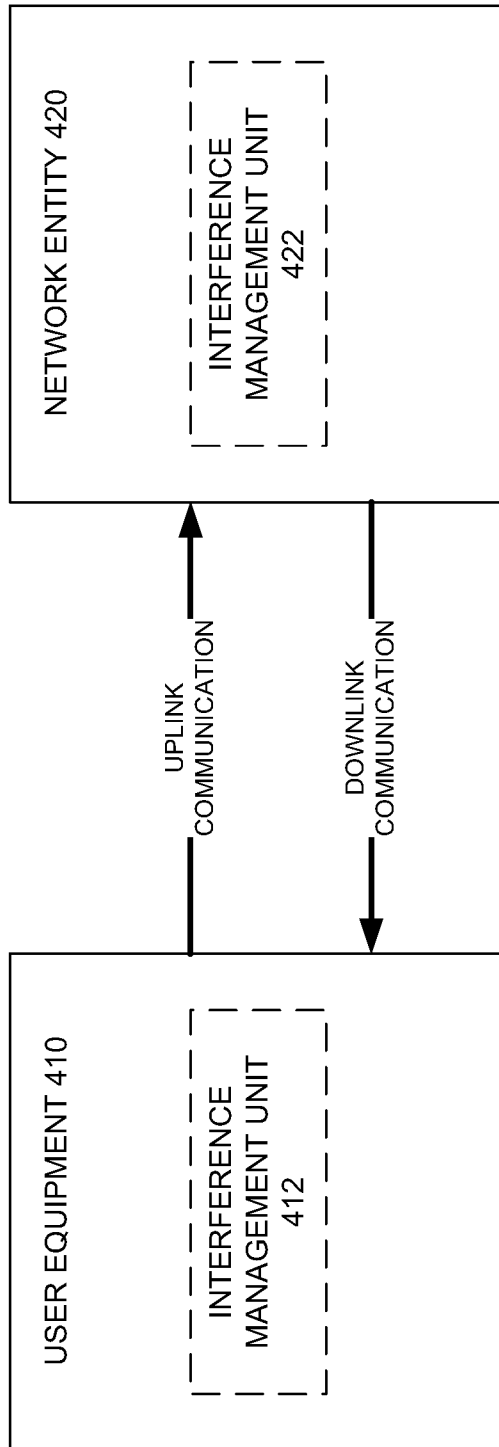 USER EQUIPMENT 410
INTERFERENCE
MANAGEMENT UNIT
412
UPLINK
COMMUNICATION
DOWNLINK
COMMUNICATION
NETWORK ENTITY 420
INTERFERENCE
MANAGEMENT UNIT
422